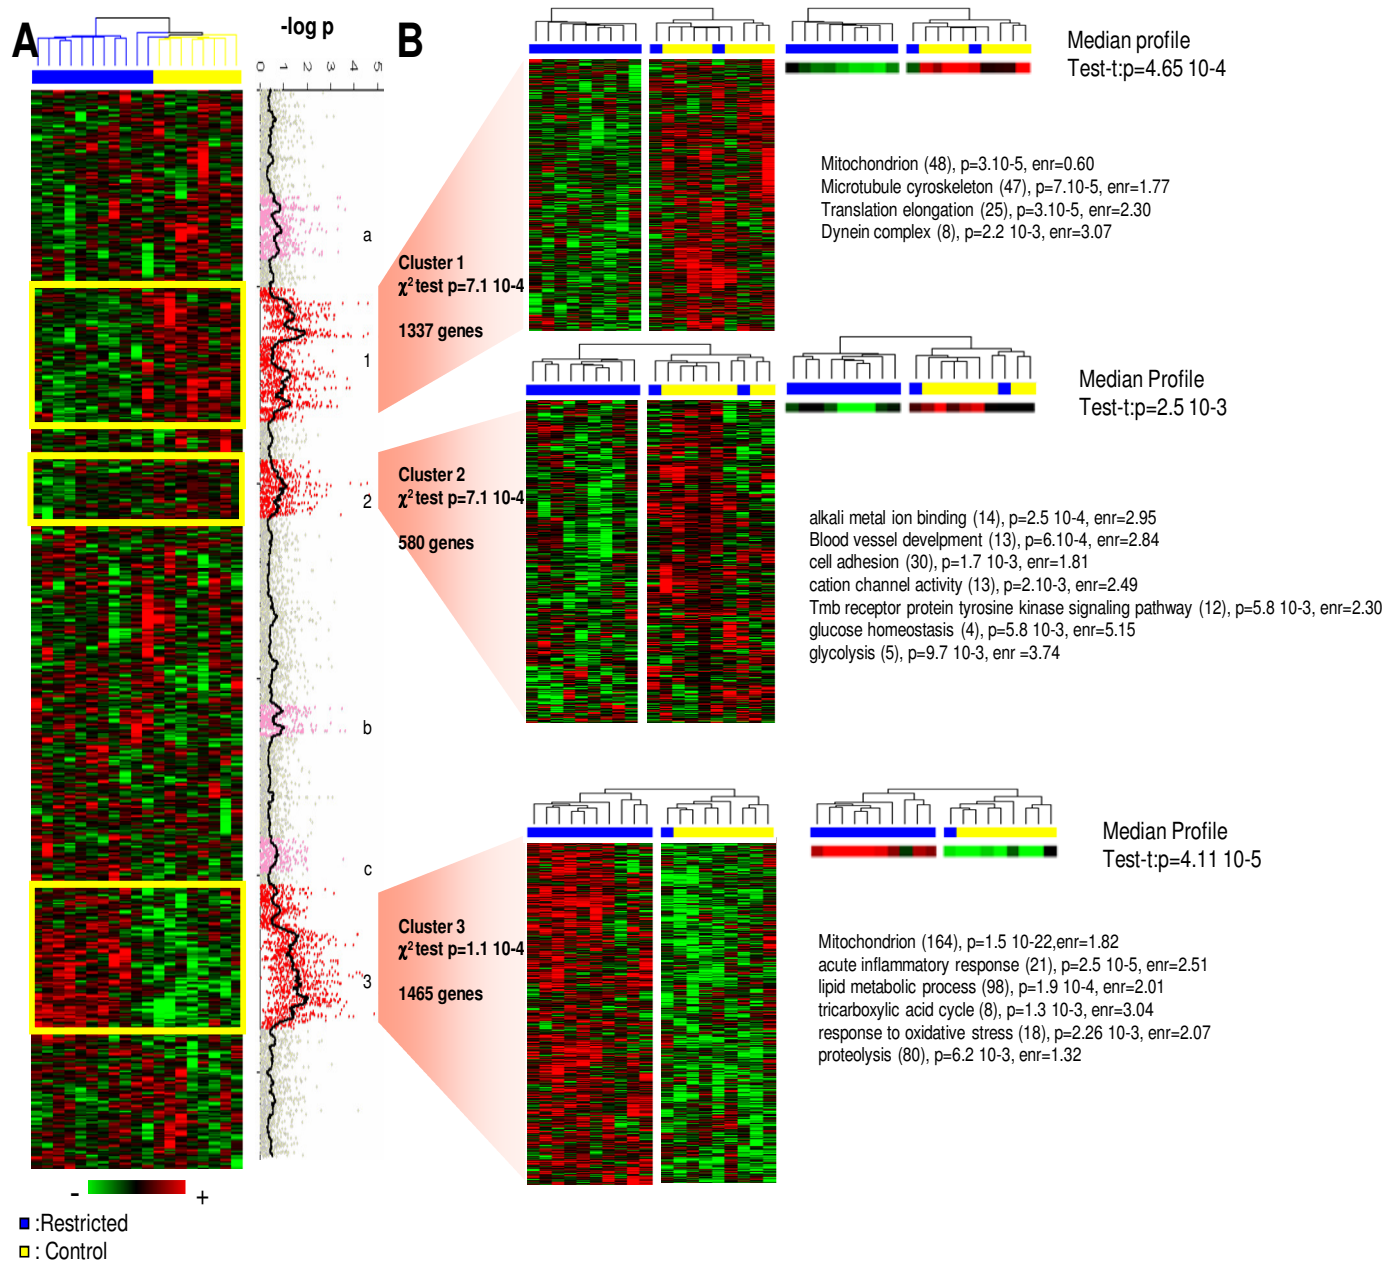 A
-log p
0 1 2 3 4 5
a
1
2
b
c
3
- +
:Restricted
: Control
B
Cluster 1
χ² test p=7.1 10-4
1337 genes
Median profile
Test-t:p=4.65 10-4
Mitochondrion (48), p=3.10-5, enr=0.60
Microtubule cyroskeleton (47), p=7.10-5, enr=1.77
Translation elongation (25), p=3.10-5, enr=2.30
Dynein complex (8), p=2.2 10-3, enr=3.07
Cluster 2
χ² test p=7.1 10-4
580 genes
Median Profile
Test-t:p=2.5 10-3
alkali metal ion binding (14), p=2.5 10-4, enr=2.95
Blood vessel develpment (13), p=6.10-4, enr=2.84
cell adhesion (30), p=1.7 10-3, enr=1.81
cation channel activity (13), p=2.10-3, enr=2.49
Tmb receptor protein tyrosine kinase signaling pathway (12), p=5.8 10-3, enr=2.30
glucose homeostasis (4), p=5.8 10-3, enr=5.15
glycolysis (5), p=9.7 10-3, enr =3.74
Cluster 3
χ² test p=1.1 10-4
1465 genes
Median Profile
Test-t:p=4.11 10-5
Mitochondrion (164), p=1.5 10-22,enr=1.82
acute inflammatory response (21), p=2.5 10-5, enr=2.51
lipid metabolic process (98), p=1.9 10-4, enr=2.01
tricarboxylic acid cycle (8), p=1.3 10-3, enr=3.04
response to oxidative stress (18), p=2.26 10-3, enr=2.07
proteolysis (80), p=6.2 10-3, enr=1.32